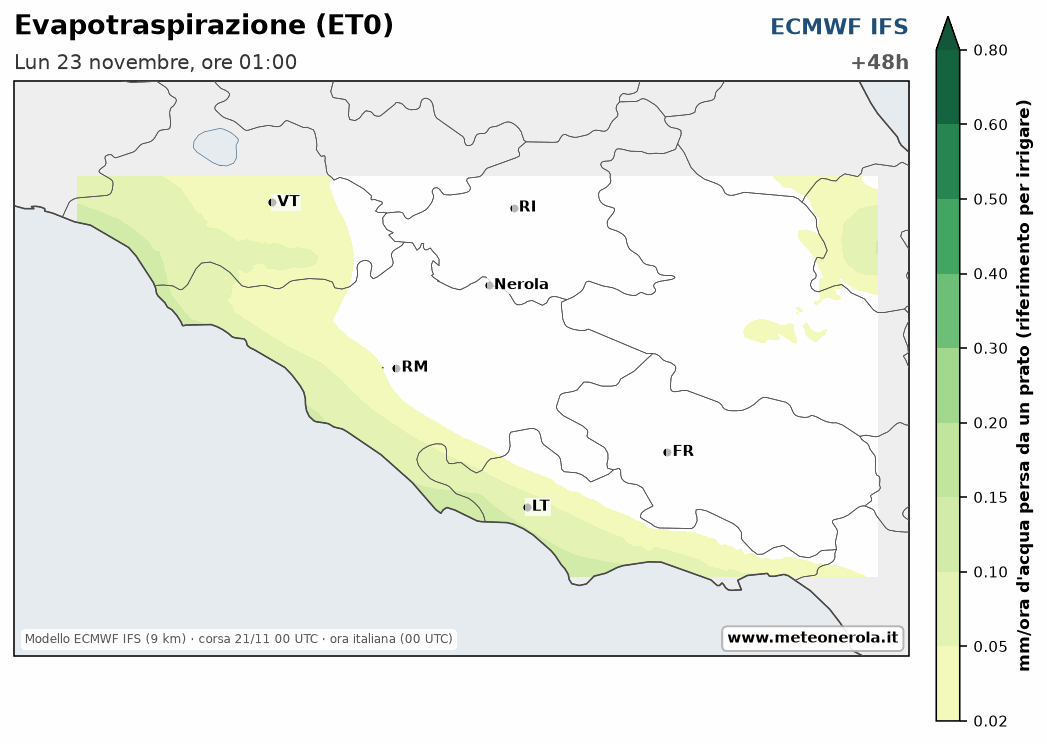 Evapotraspirazione (ET0)
ECMWF IFS
Lun 23 novembre, ore 01:00
+48h
VT
RI
Nerola
RM
FR
LT
Modello ECMWF IFS (9 km) · corsa 21/11 00 UTC · ora italiana (00 UTC)
www.meteonerola.it
0.80
0.60
0.50
0.40
0.30
0.20
0.15
0.10
0.05
0.02
mm/ora d'acqua persa da un prato (riferimento per irrigare)